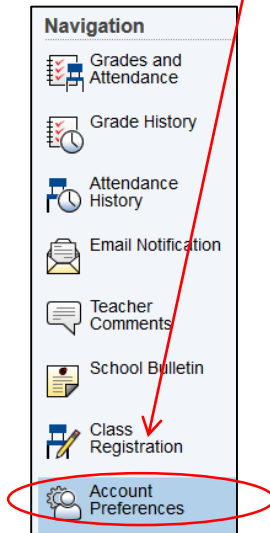 Navigation
Grades and
Attendance
Grade History
Attendance
History
Email Notification
Teacher
Comments
School Bulletin
Class
Registration
Account
Preferences